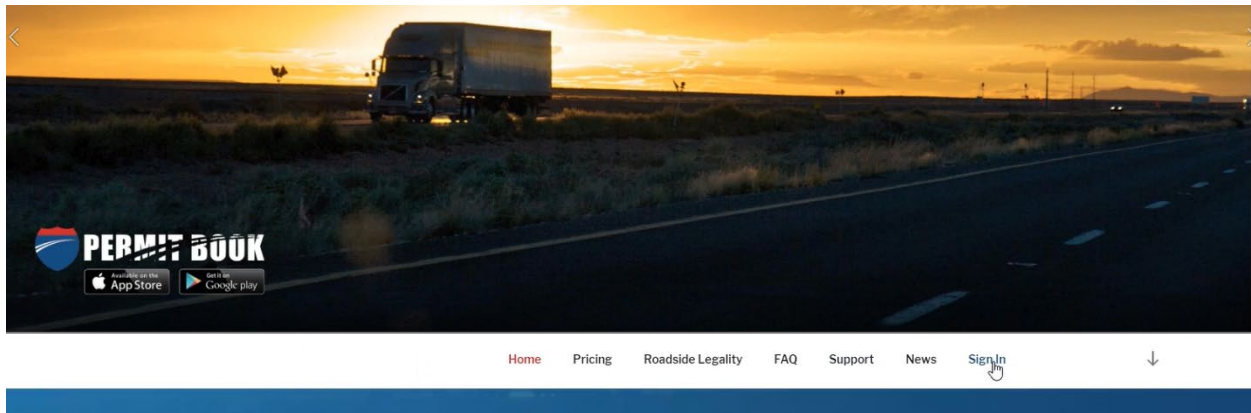 PERMIT BOOK
Available on the
App Store
Get it on
Google play
Home Pricing Roadside Legality FAQ Support News Sign In